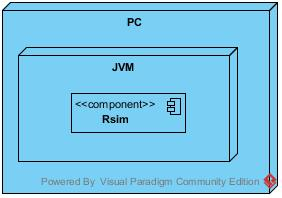 PC
JVM
<<component>>
Rsim
Powered By Visual Paradigm Community Edition